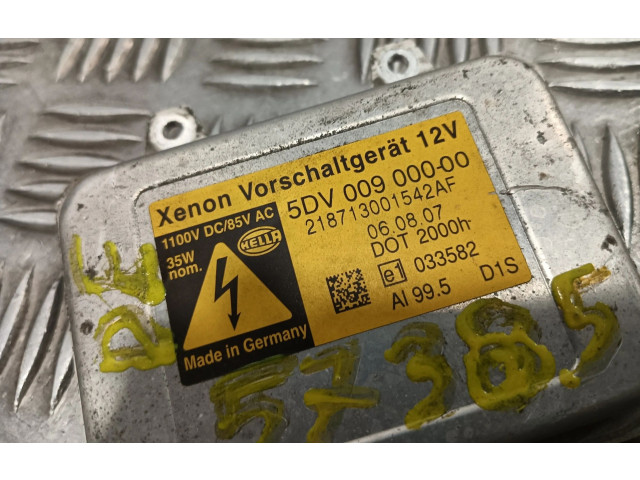 Xenon Vorschaltgerät 12V
1100V DC/85V AC
35W
nom.
HELLA
Made in Germany
5DV 009 000-00
218713001542AF
06.08.07
DOT 2000h
e1 033582
AI 99.5 D1S
57385